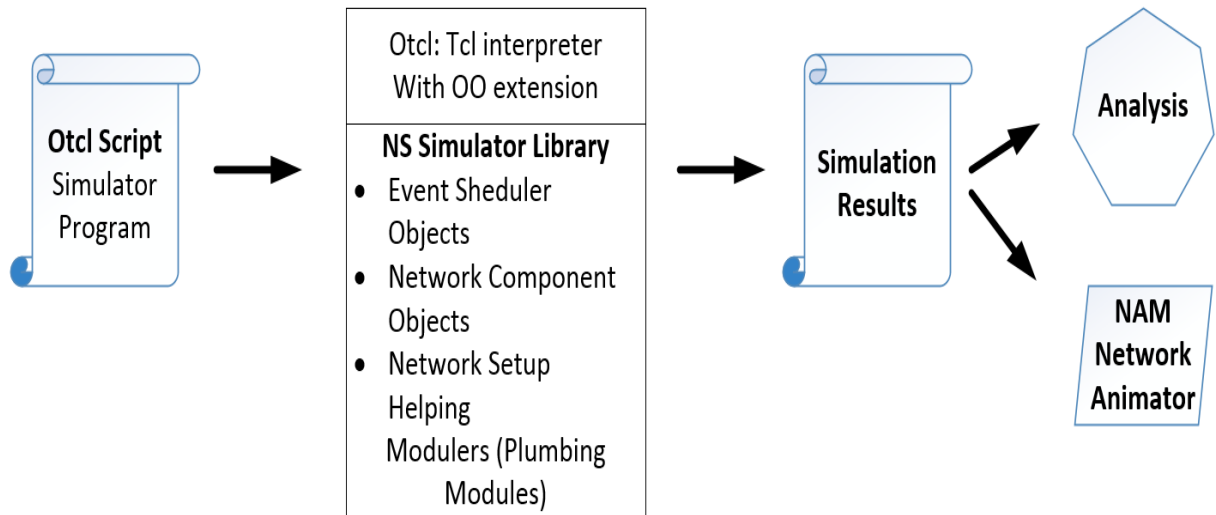 Otcl Script
Simulator
Program
Otcl: Tcl interpreter
With OO extension
NS Simulator Library
• Event Sheduler
Objects
• Network Component
Objects
• Network Setup
Helping
Modulers (Plumbing
Modules)
Simulation
Results
Analysis
NAM
Network
Animator